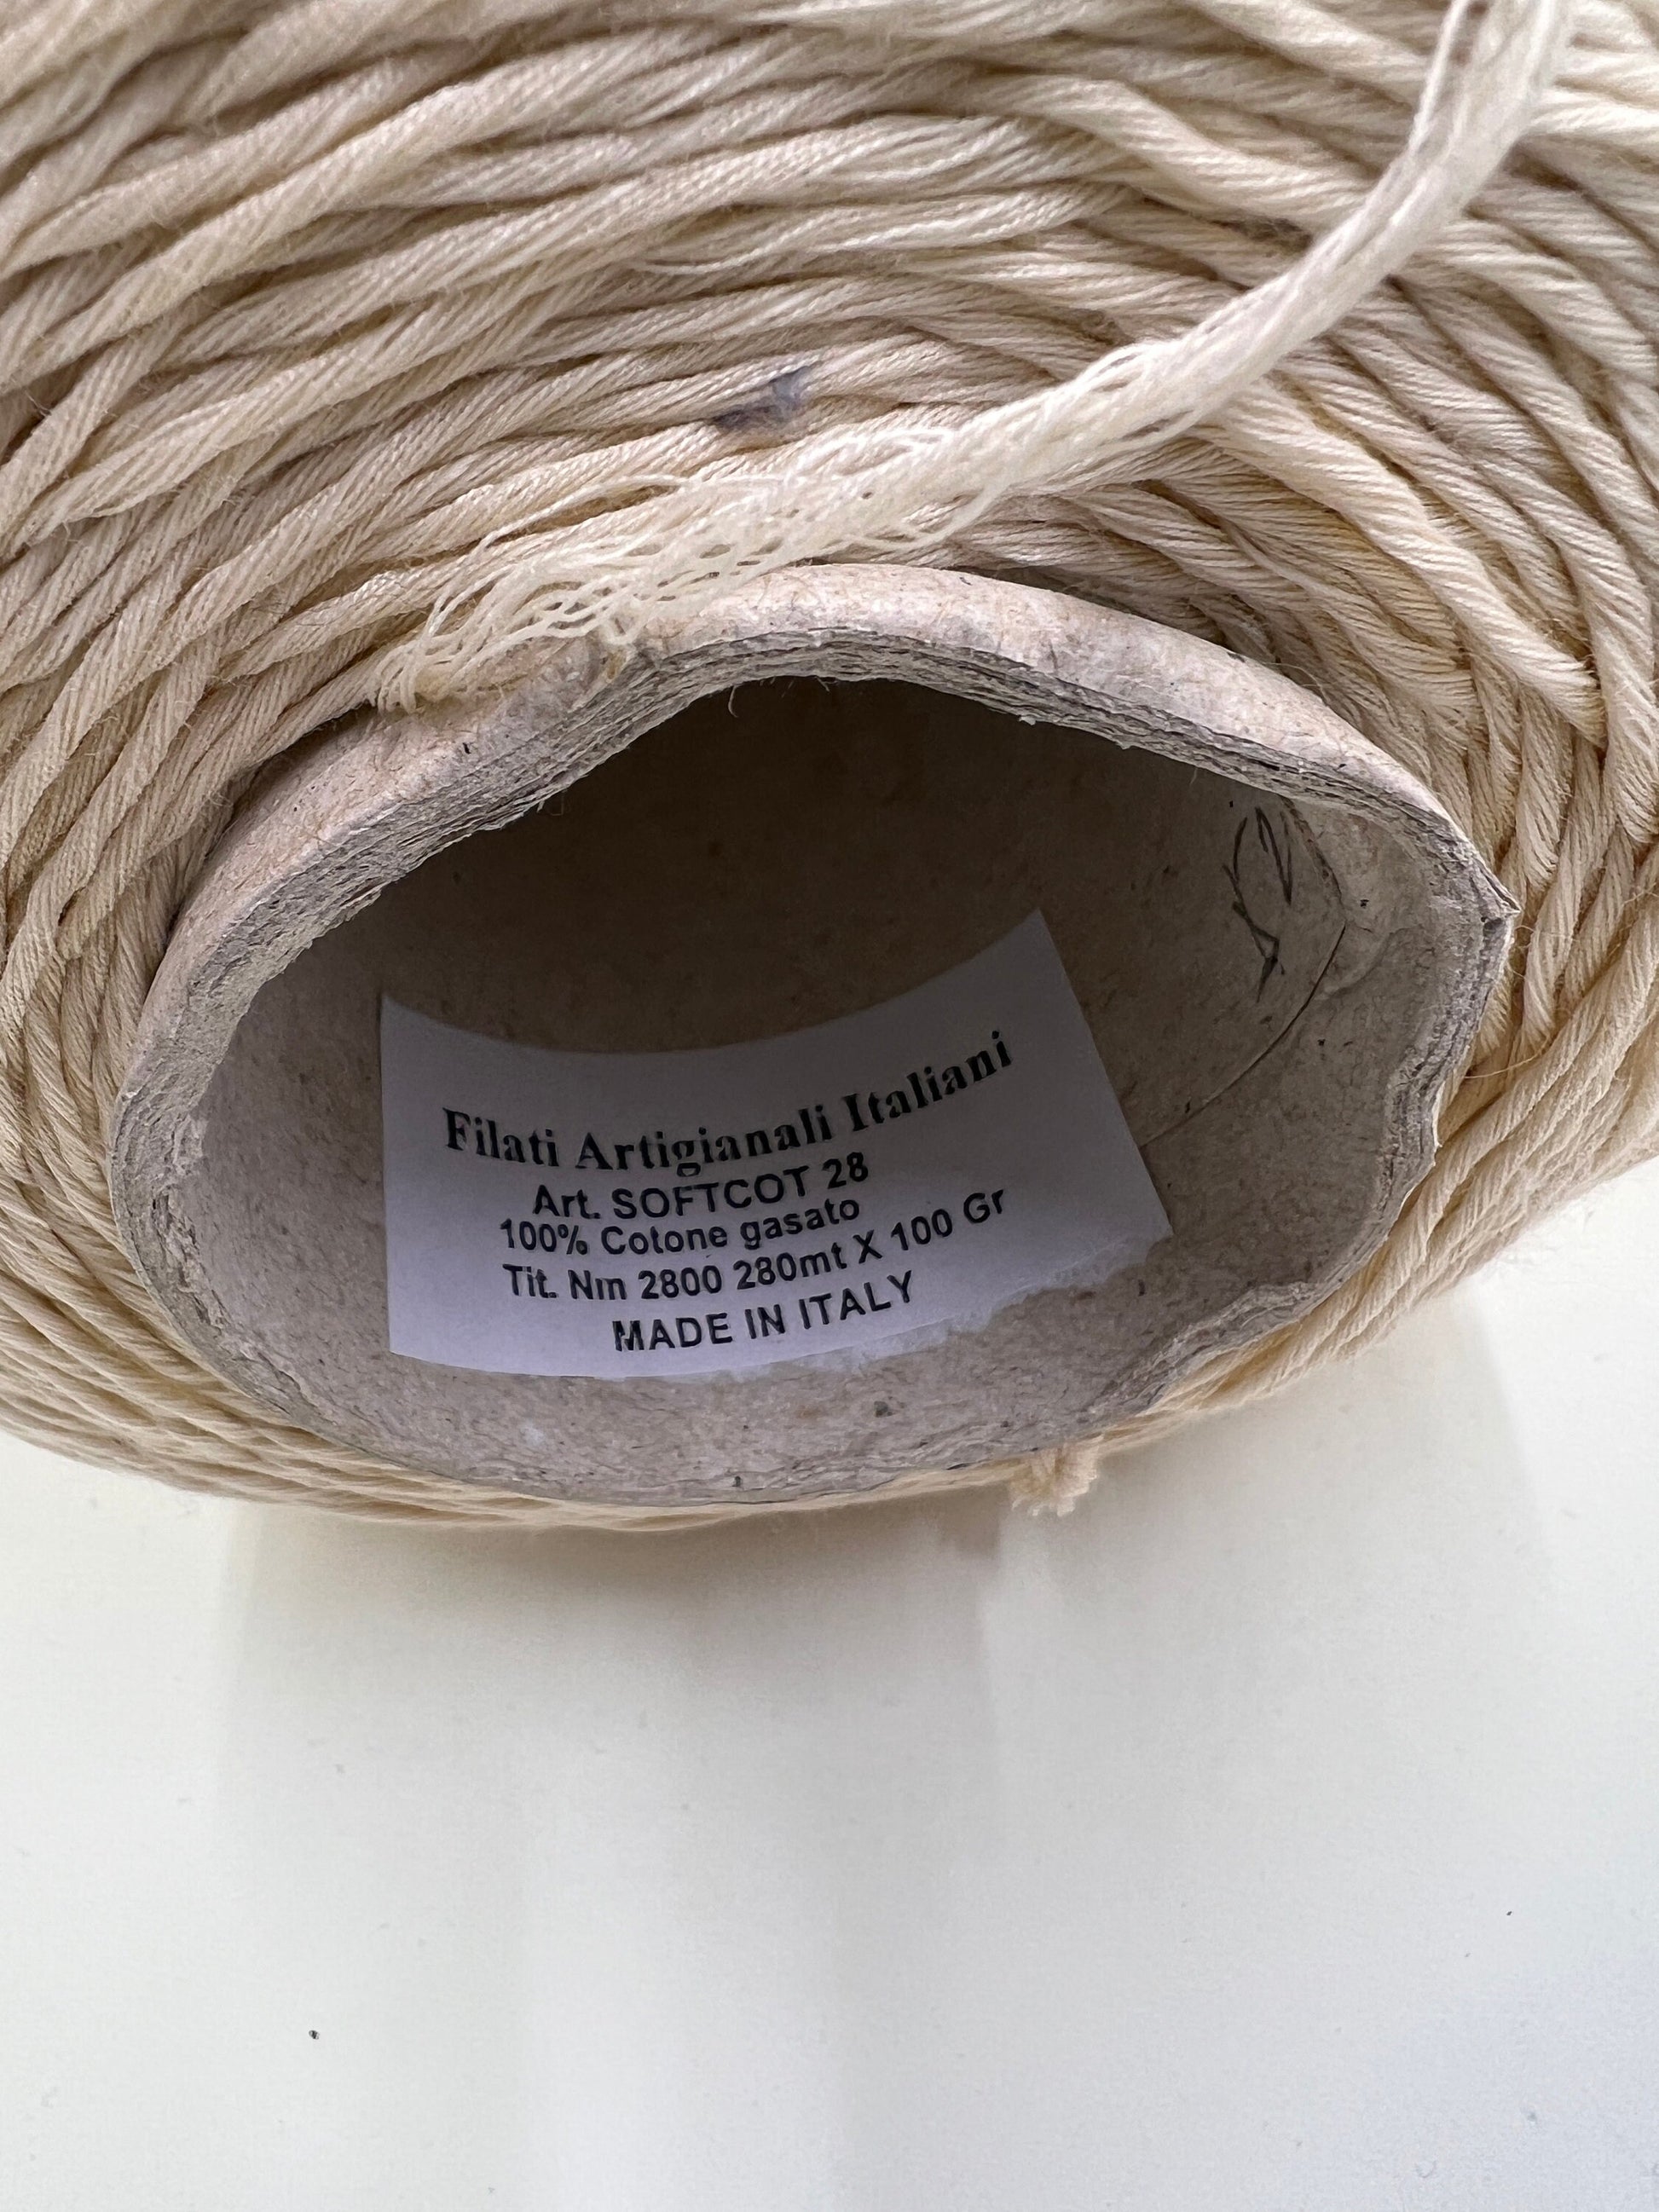 Filati Artigianali Italiani
Art. SOFTCOT 28
100% Cotone gasato
Tit. Nm 2800 280mt X 100 Gr
MADE IN ITALY